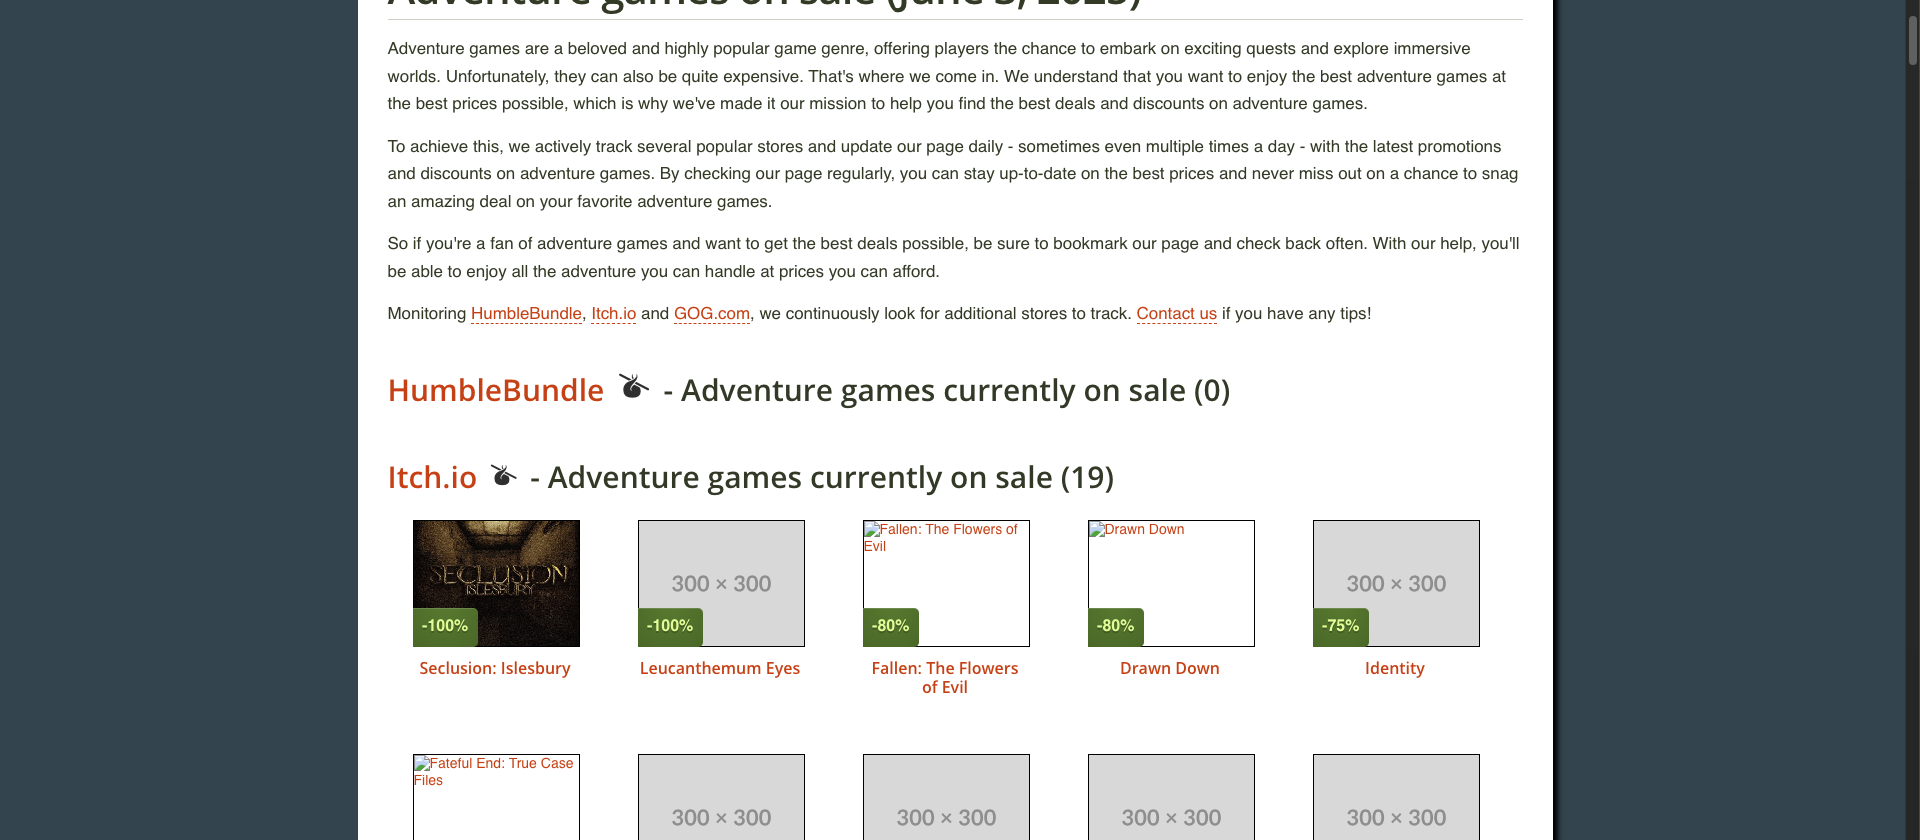 Adventure games on sale (June 3, 2023)
Adventure games are a beloved and highly popular game genre, offering players the chance to embark on exciting quests and explore immersive
worlds. Unfortunately, they can also be quite expensive. That's where we come in. We understand that you want to enjoy the best adventure games at
the best prices possible, which is why we've made it our mission to help you find the best deals and discounts on adventure games.
To achieve this, we actively track several popular stores and update our page daily - sometimes even multiple times a day - with the latest promotions
and discounts on adventure games. By checking our page regularly, you can stay up-to-date on the best prices and never miss out on a chance to snag
an amazing deal on your favorite adventure games.
So if you're a fan of adventure games and want to get the best deals possible, be sure to bookmark our page and check back often. With our help, you'll
be able to enjoy all the adventure you can handle at prices you can afford.
Monitoring HumbleBundle, Itch.io and GOG.com, we continuously look for additional stores to track. Contact us if you have any tips!
HumbleBundle - Adventure games currently on sale (0)
Itch.io - Adventure games currently on sale (19)
SECLUSION
ISLESBURY
-100%
Seclusion: Islesbury
300 × 300
-100%
Leucanthemum Eyes
Fallen: The Flowers of
Evil
-80%
Fallen: The Flowers
of Evil
Drawn Down
-80%
Drawn Down
300 × 300
-75%
Identity
Fateful End: True Case
Files
300 × 300
300 × 300
300 × 300
300 × 300